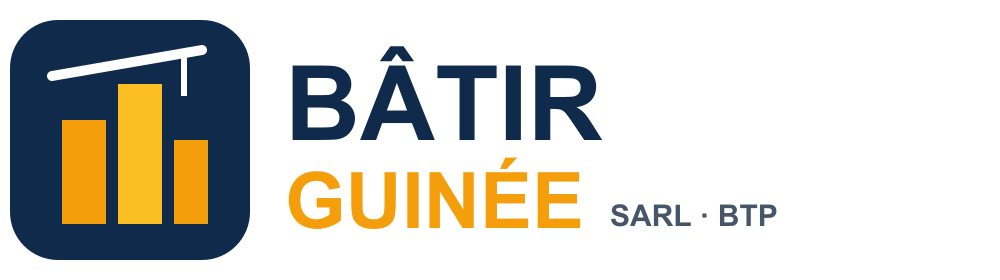 BÂTIR
GUINÉE SARL · BTP